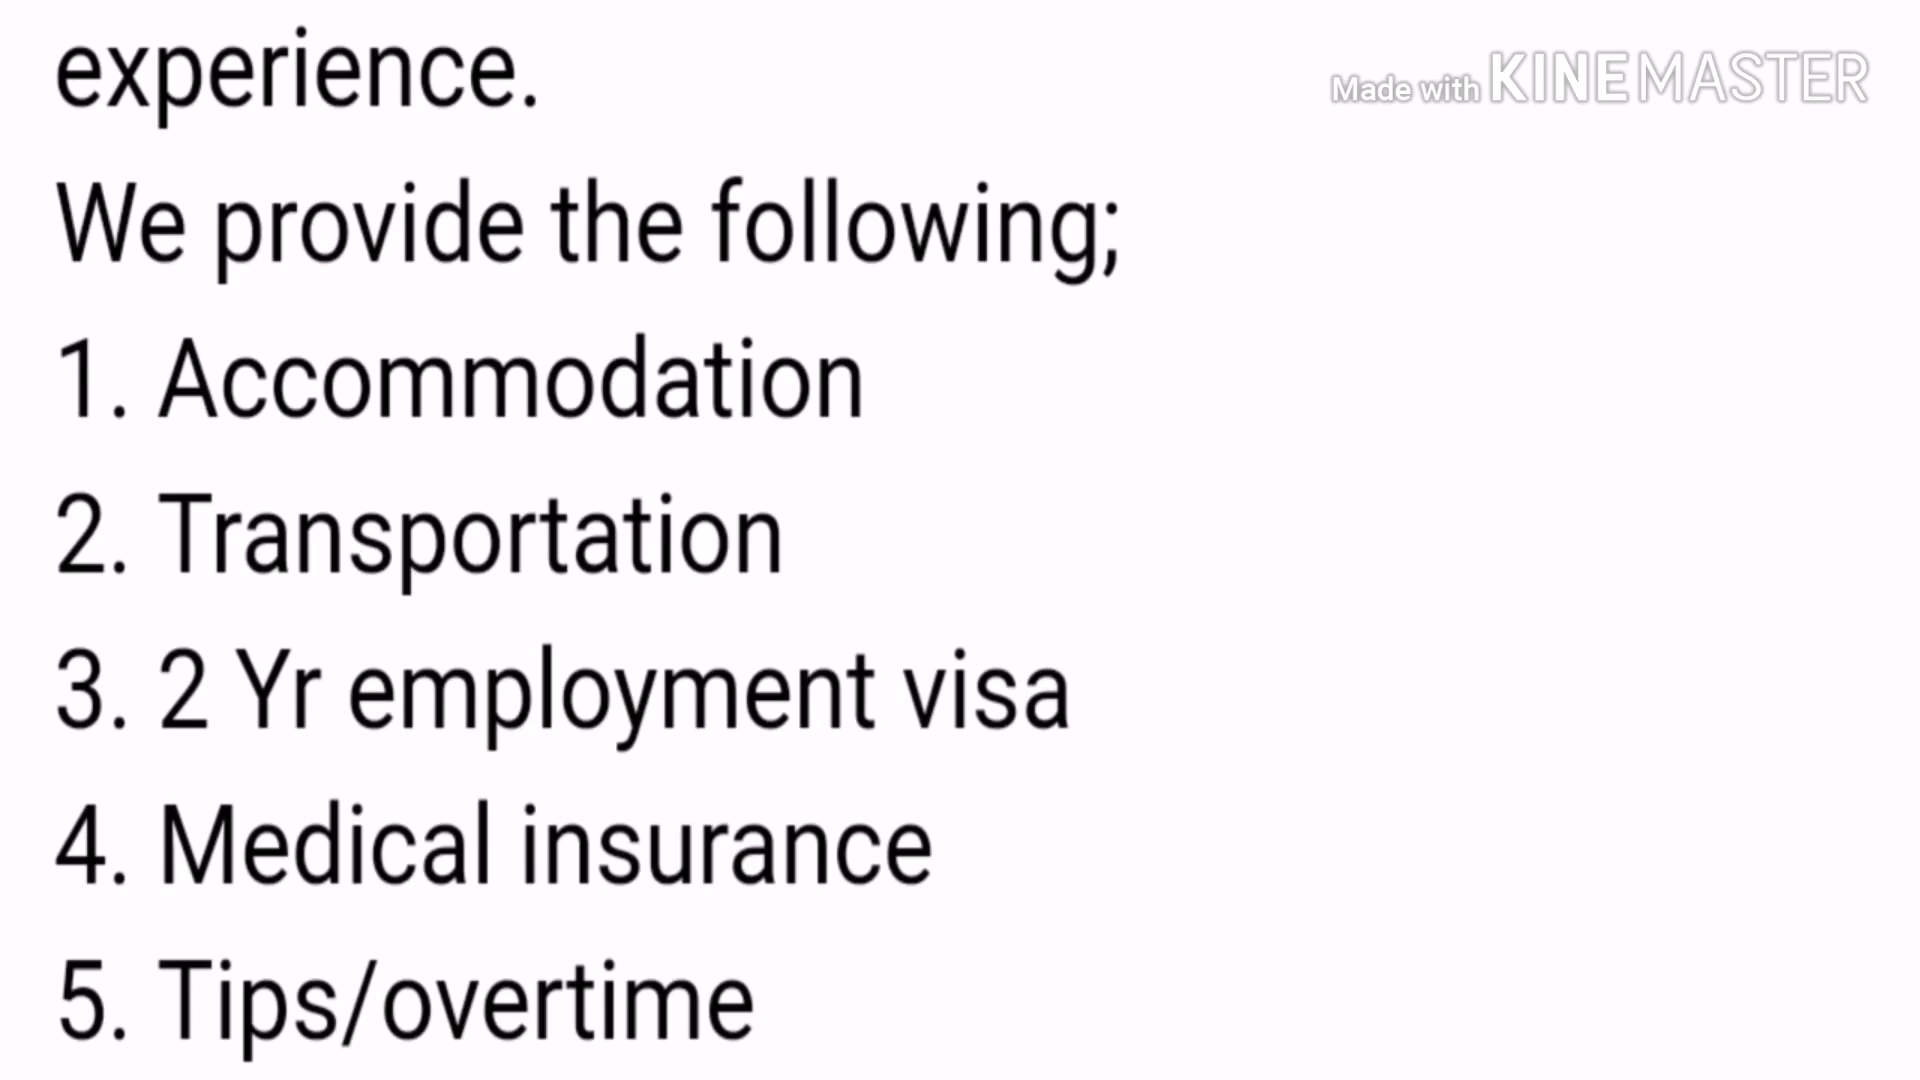 experience.
Made with KINEMASTER
We provide the following;
1. Accommodation
2. Transportation
3. 2 Yr employment visa
4. Medical insurance
5. Tips/overtime